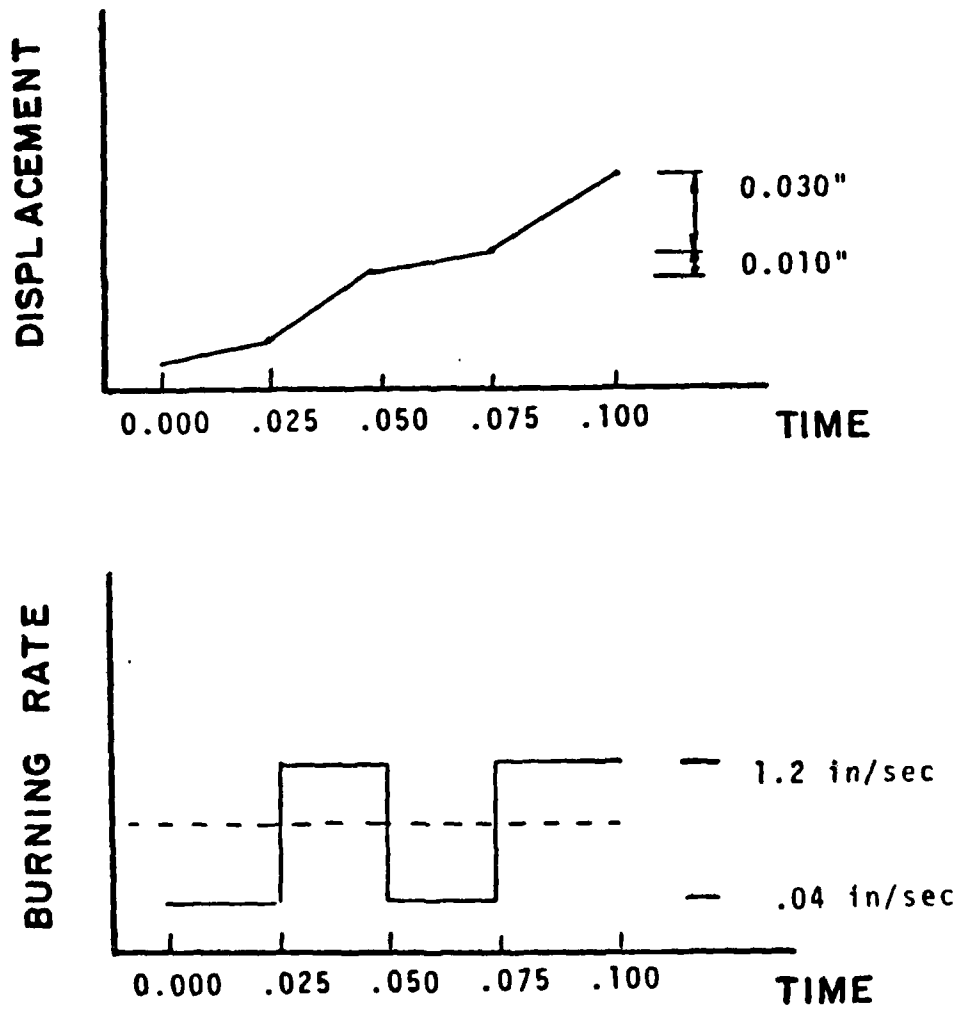 DISPLACEMENT
0.030"
0.010"
0.000 .025 .050 .075 .100 TIME
BURNING RATE
1.2 in/sec
.04 in/sec
0.000 .025 .050 .075 .100 TIME